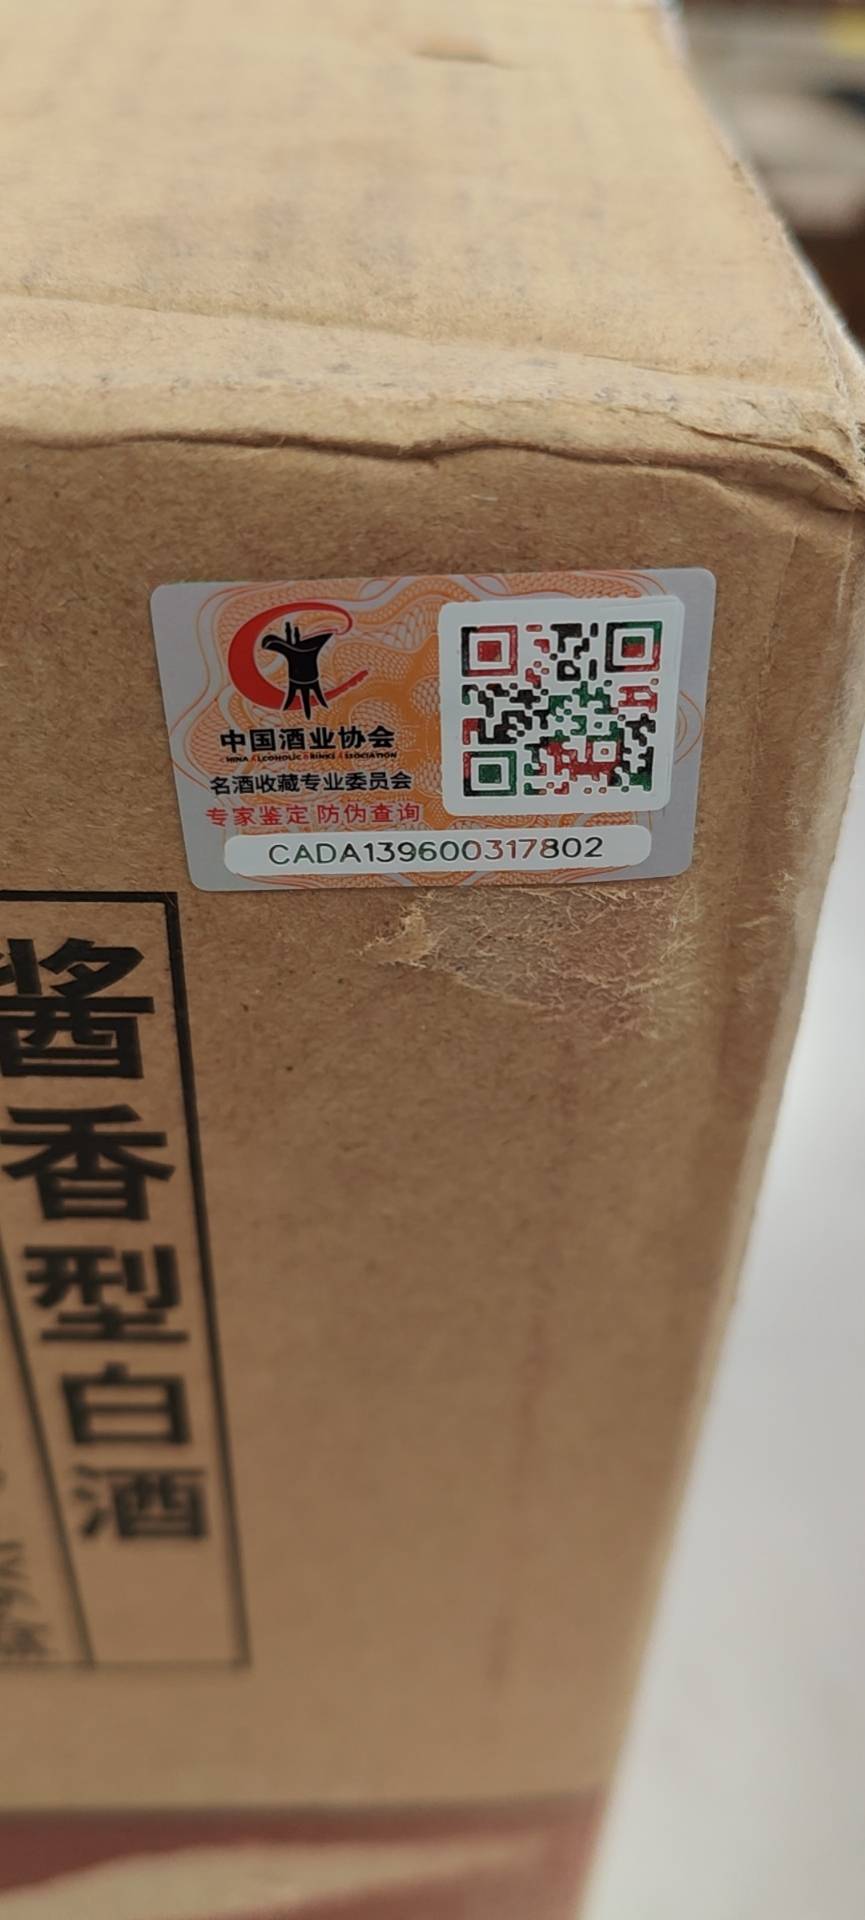 中国酒业协会
CHINA ALCOHOLIC DRINKS ASSOCIATION
名酒收藏专业委员会
专家鉴定 防伪查询
CADA139600317802
酱香型白酒